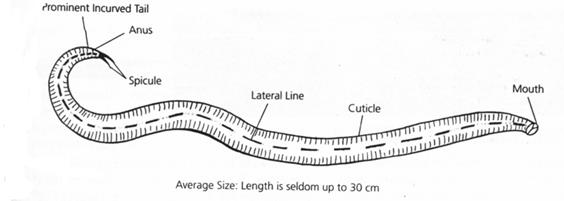 Prominent Incurved Tail
Anus
Spicule
Lateral Line
Cuticle
Mouth
Average Size: Length is seldom up to 30 cm